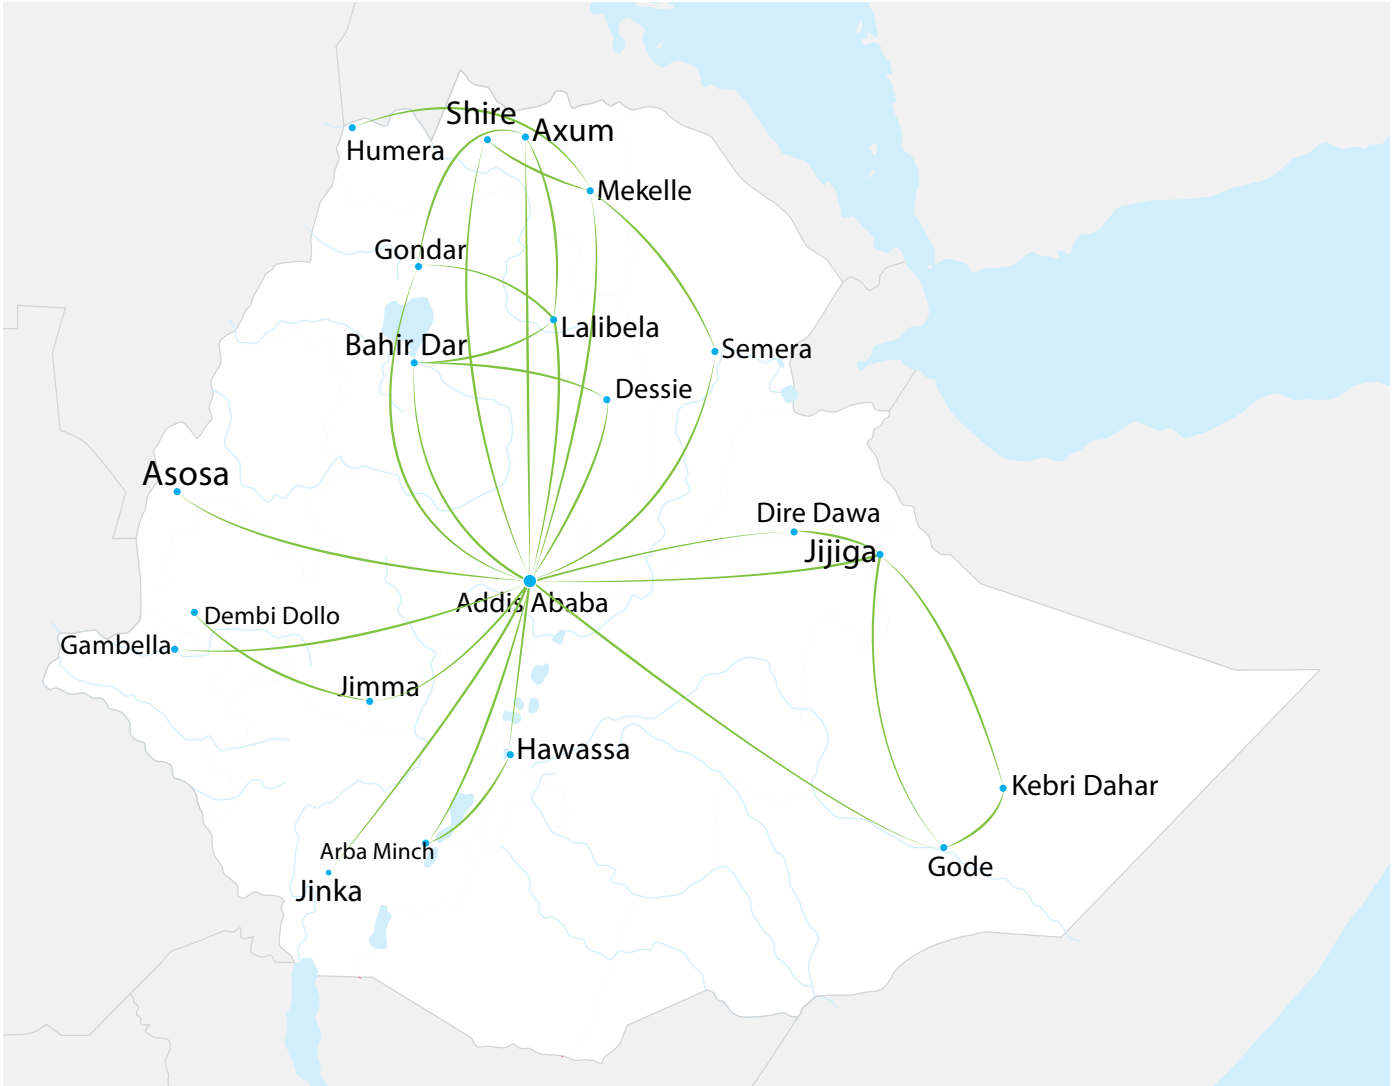 Shire
Axum
Humera
Mekelle
Gondar
Lalibela
Bahir Dar
Semera
Dessie
Asosa
Dire Dawa
Jijiga
Addis Ababa
Dembi Dollo
Gambella
Jimma
Hawassa
Kebri Dahar
Arba Minch
Gode
Jinka